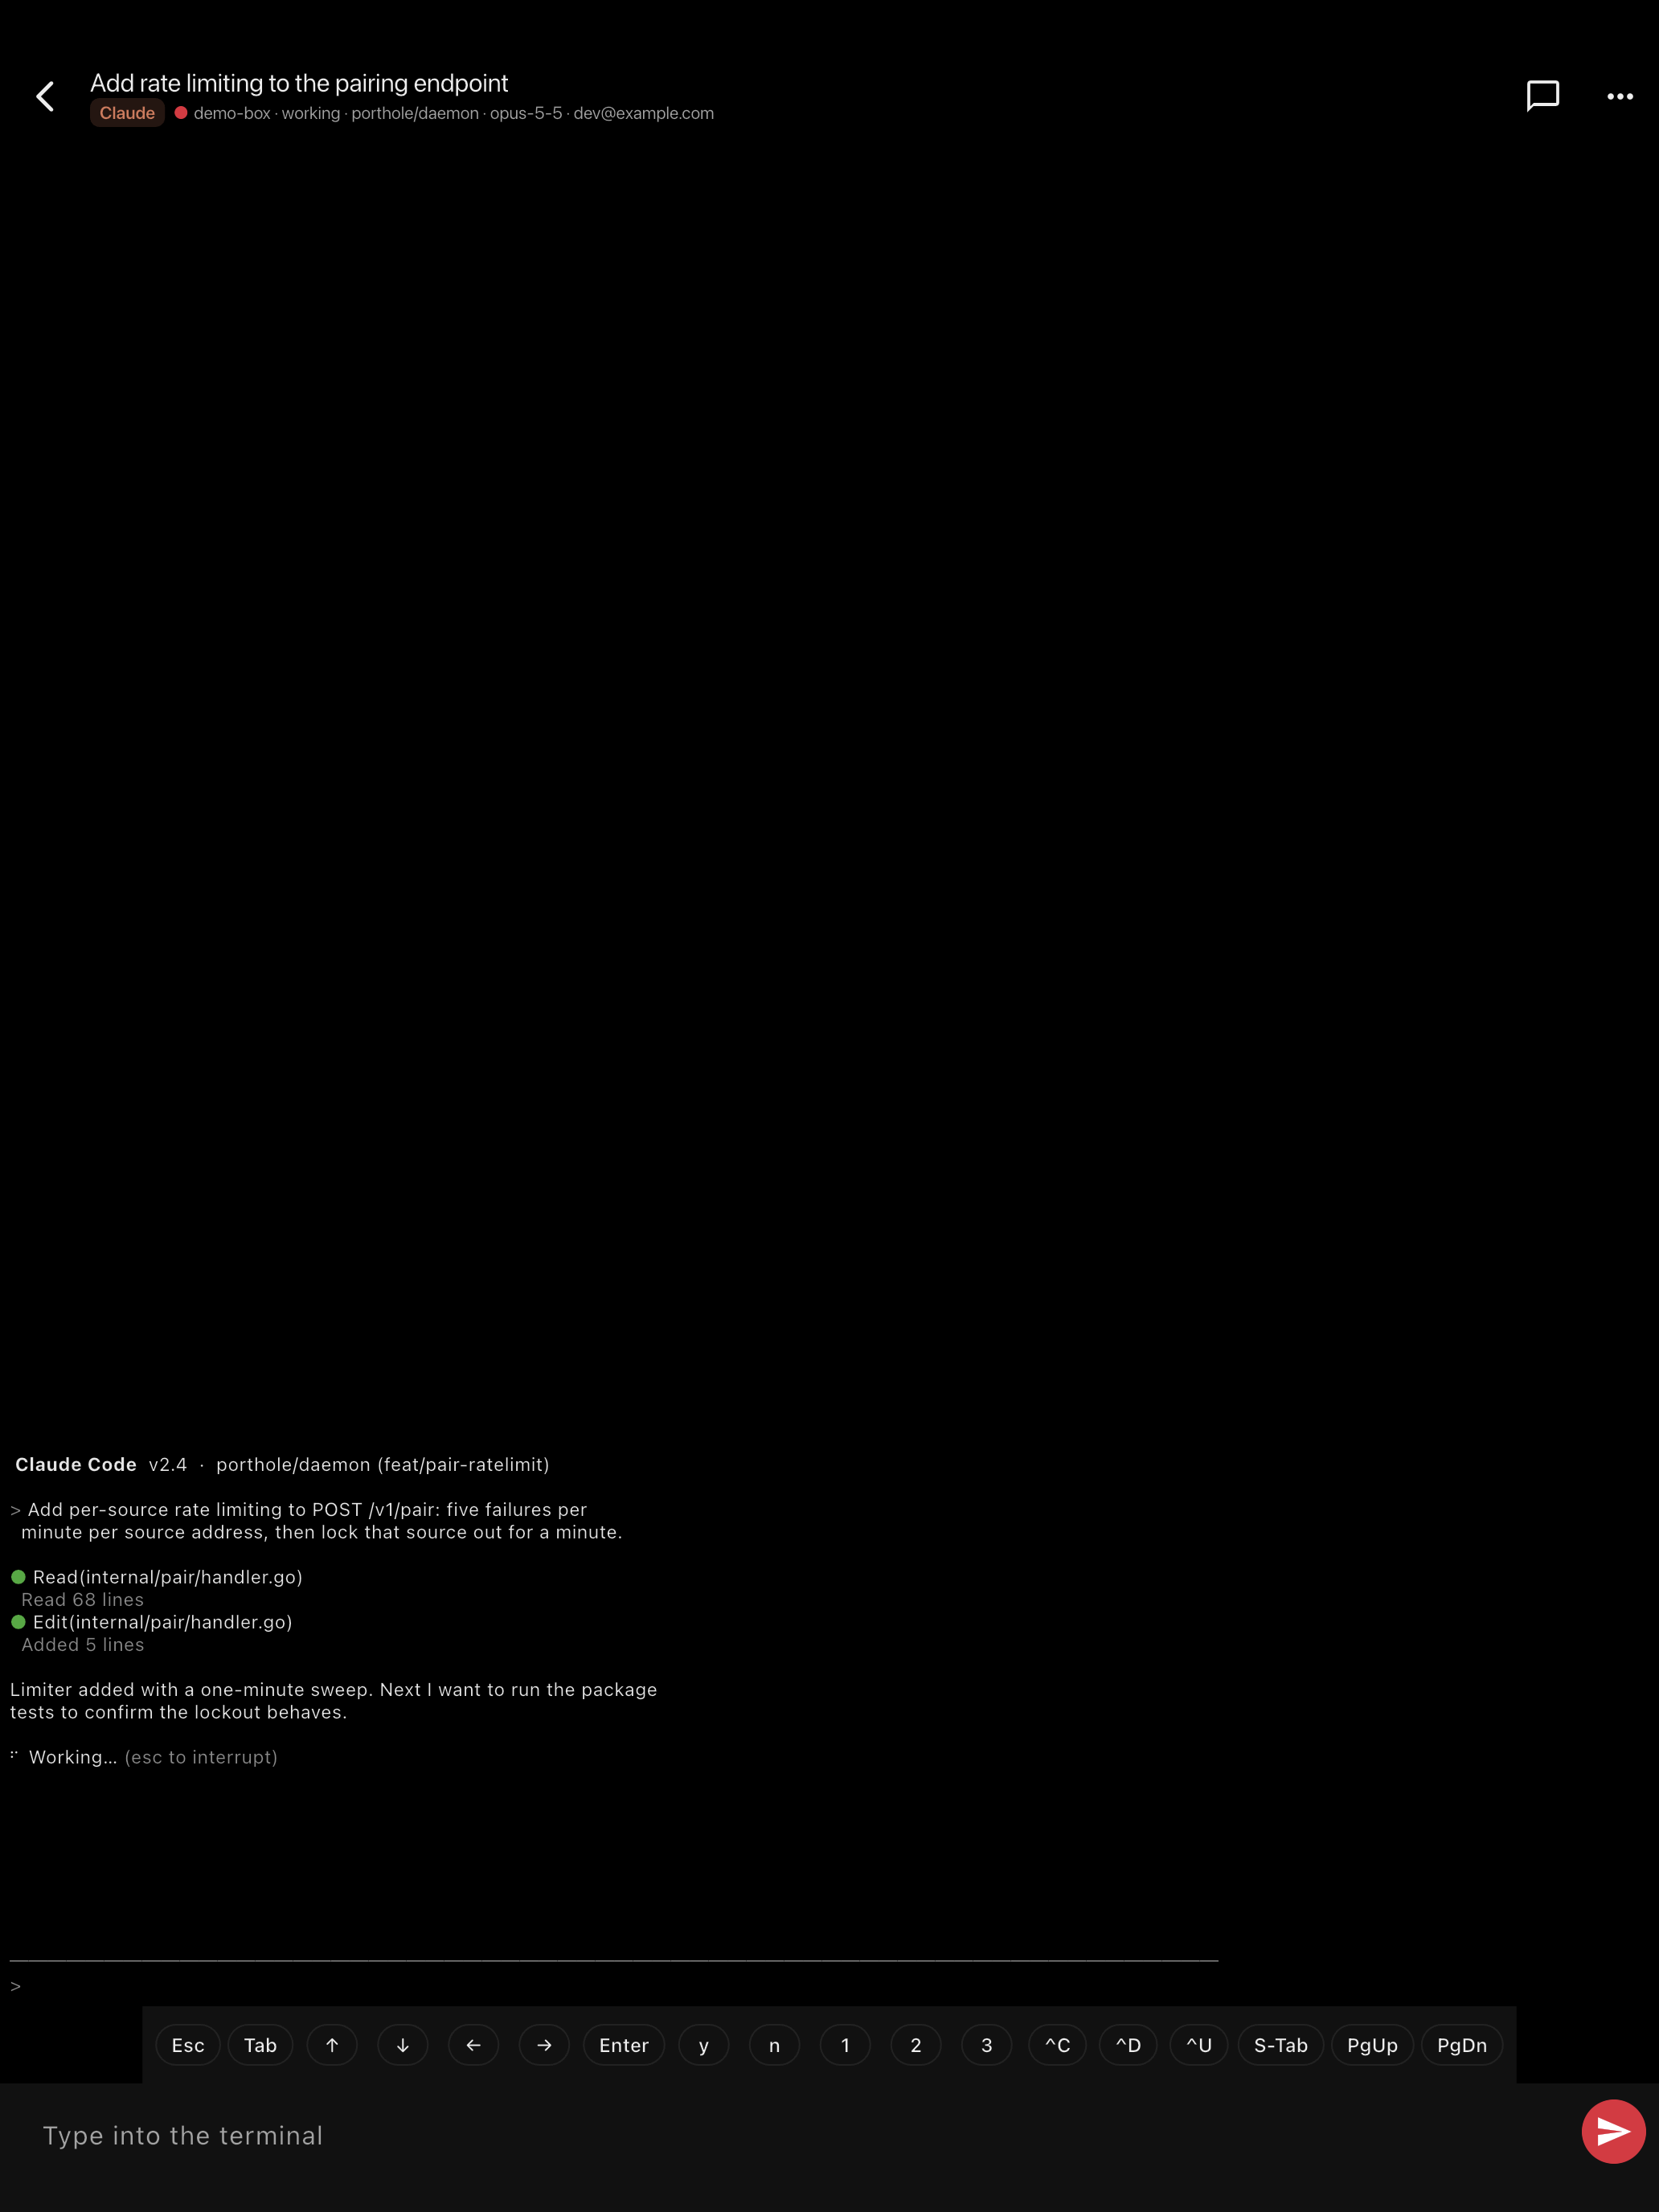 Add rate limiting to the pairing endpoint
Claude demo-box · working · porthole/daemon · opus-5-5 · dev@example.com
Claude Code v2.4 · porthole/daemon (feat/pair-ratelimit)
> Add per-source rate limiting to POST /v1/pair: five failures per
minute per source address, then lock that source out for a minute.
Read(internal/pair/handler.go)
Read 68 lines
Edit(internal/pair/handler.go)
Added 5 lines
Limiter added with a one-minute sweep. Next I want to run the package
tests to confirm the lockout behaves.
Working… (esc to interrupt)
>
Esc Tab ↑ ↓ ← → Enter y n 1 2 3 ^C ^D ^U S-Tab PgUp PgDn
Type into the terminal